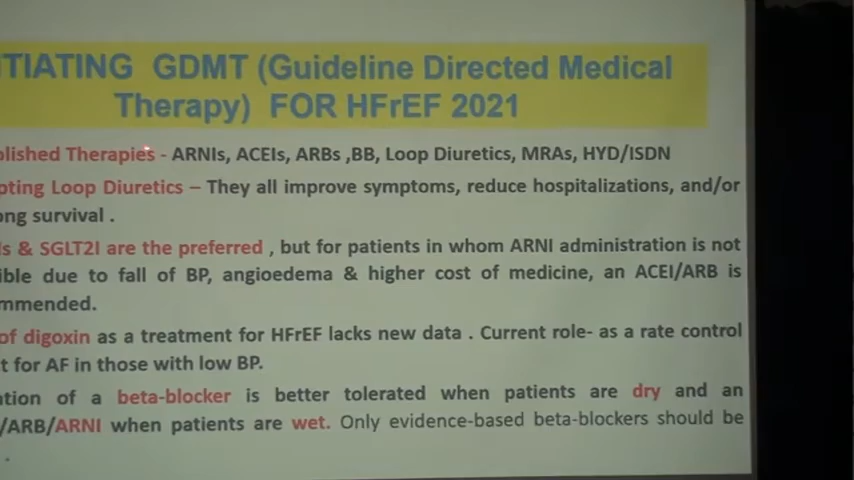 TIATING GDMT (Guideline Directed Medical
Therapy) FOR HFrEF 2021
olished Therapies - ARNIs, ACEIs, ARBs ,BB, Loop Diuretics, MRAs, HYD/ISDN
pting Loop Diuretics – They all improve symptoms, reduce hospitalizations, and/or
ong survival .
Is & SGLT2I are the preferred , but for patients in whom ARNI administration is not
ible due to fall of BP, angioedema & higher cost of medicine, an ACEI/ARB is
mmended.
of digoxin as a treatment for HFrEF lacks new data . Current role- as a rate control
t for AF in those with low BP.
ation of a beta-blocker is better tolerated when patients are dry and an
/ARB/ARNI when patients are wet. Only evidence-based beta-blockers should be
.